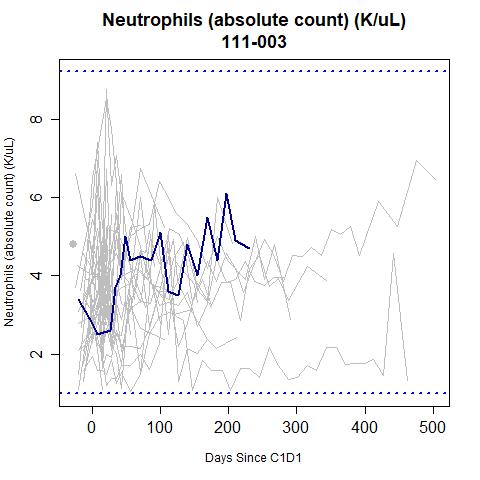 Neutrophils (absolute count) (K/uL)
111-003
Neutrophils (absolute count) (K/uL)
8
6
4
2
0 100 200 300 400 500
Days Since C1D1